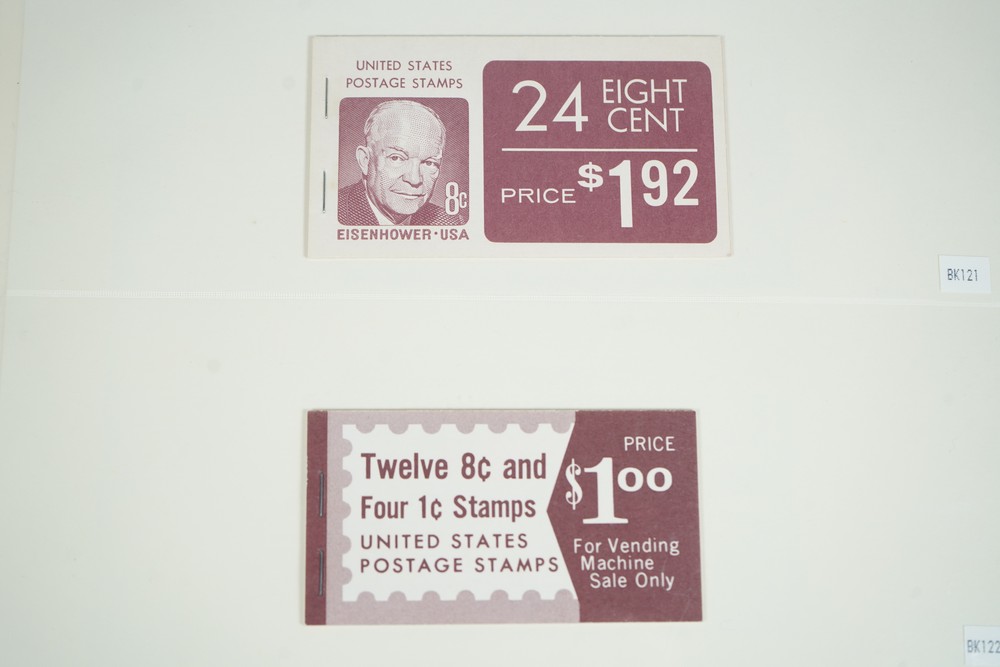 UNITED STATES
POSTAGE STAMPS
8c
EISENHOWER·USA
24 EIGHT CENT
PRICE $1.92
BK121
Twelve 8¢ and
Four 1¢ Stamps
UNITED STATES
POSTAGE STAMPS
PRICE
$1.00
For Vending
Machine
Sale Only
BK122